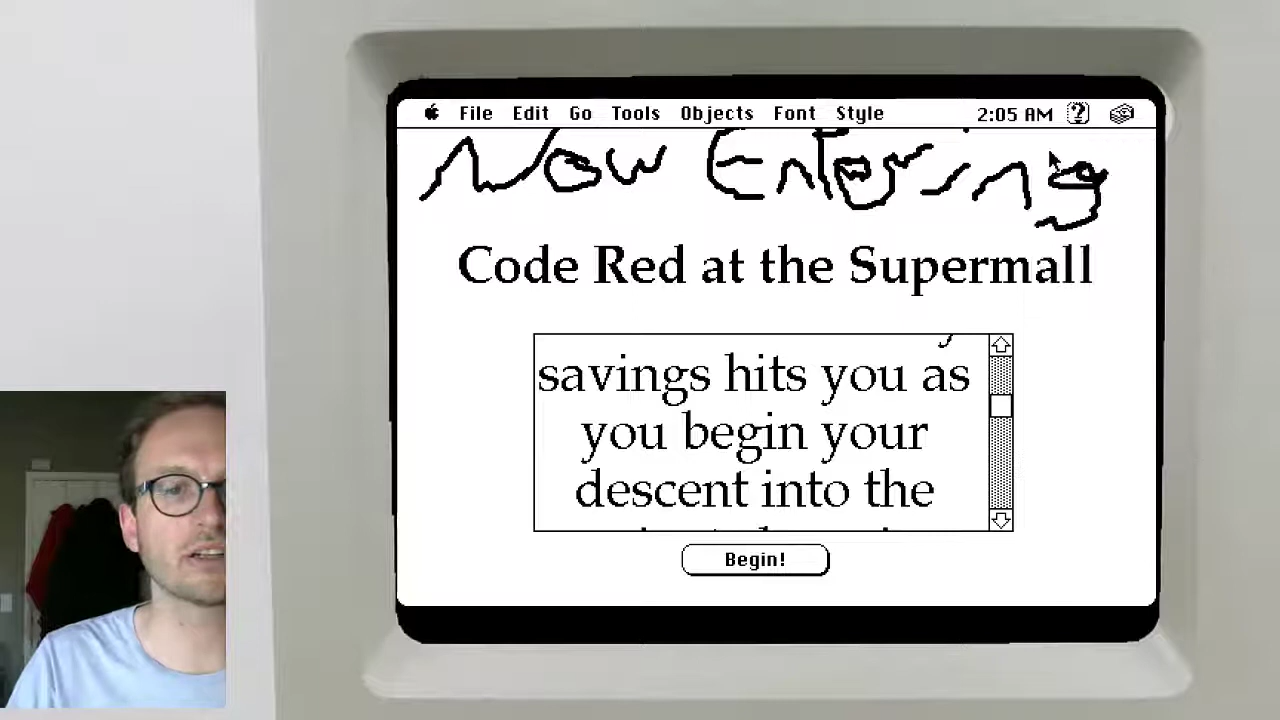 File Edit Go Tools Objects Font Style 2:05 AM
Now Entering
Code Red at the Supermall
savings hits you as
you begin your
descent into the
Begin!